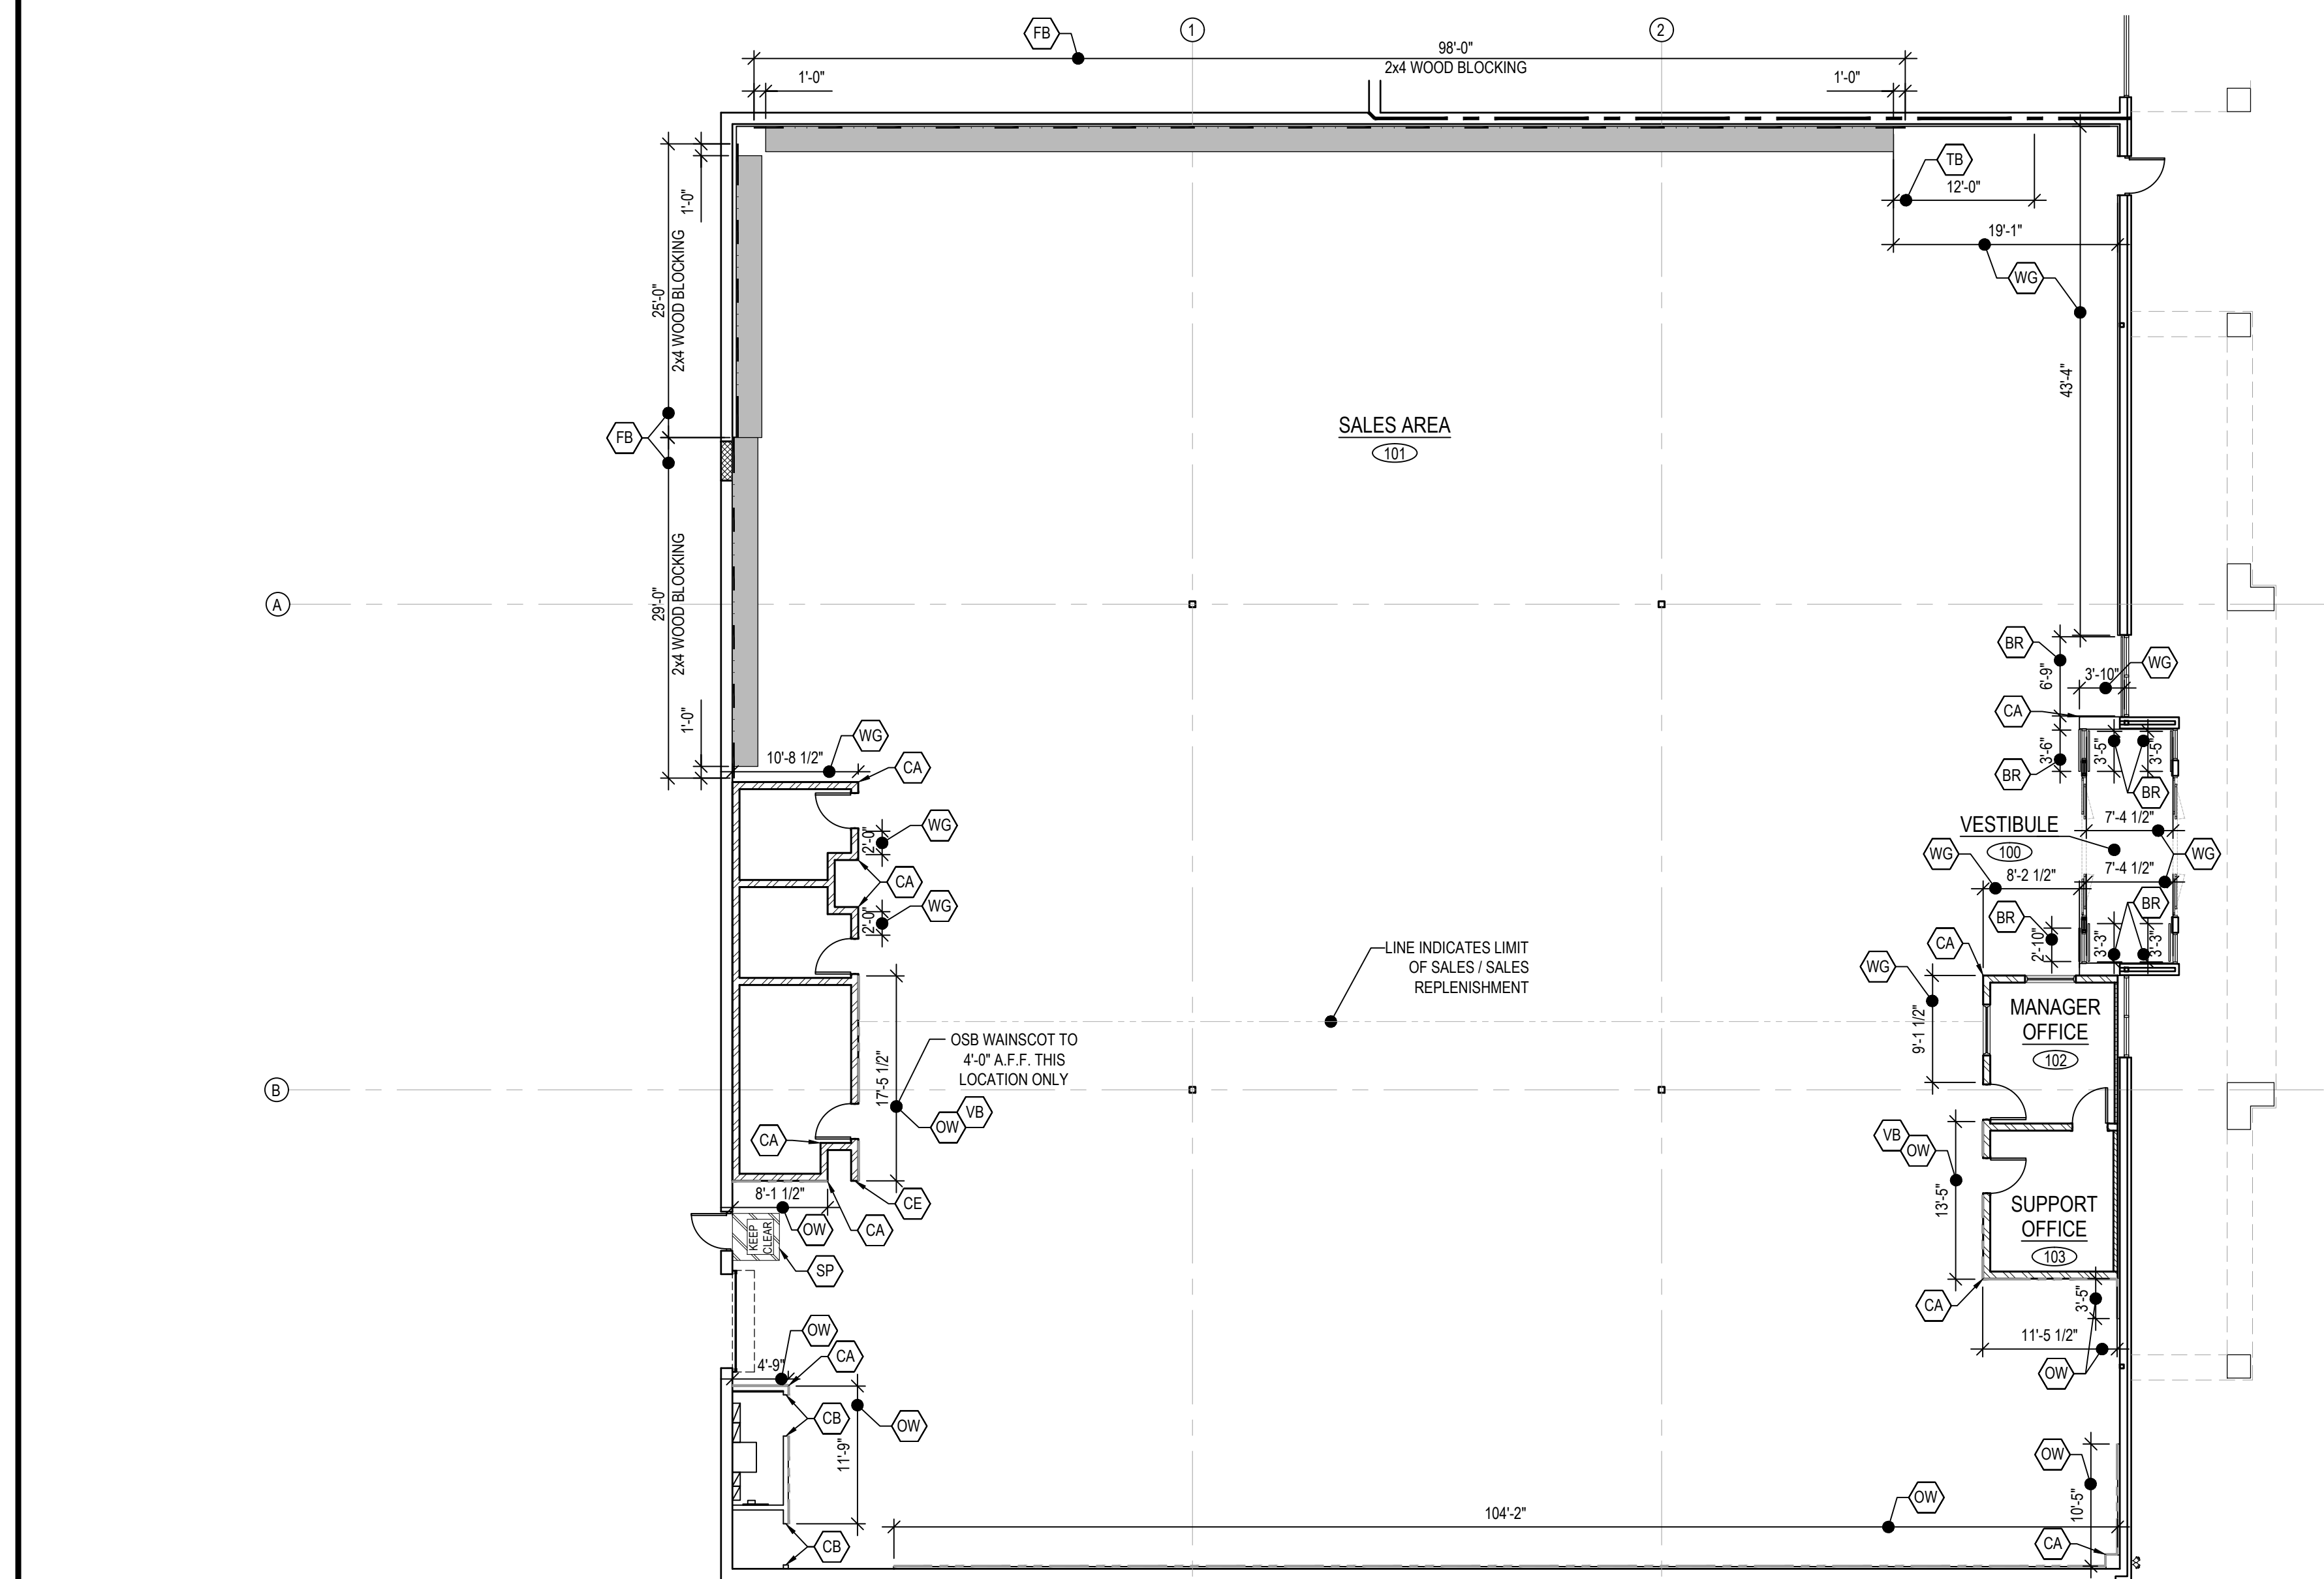 FB
1
2
98'-0"
2x4 WOOD BLOCKING
1'-0"
1'-0"
TB
12'-0"
1'-0"
19'-1"
WG
25'-0"
2x4 WOOD BLOCKING
43'-4"
SALES AREA
101
FB
29'-0"
2x4 WOOD BLOCKING
A
BR
6'-9"
3'-10"
WG
CA
1'-0"
10'-8 1/2"
WG
CA
3'-6"
3'-5"
3'-5"
BR
BR
WG
2'-0"
7'-4 1/2"
VESTIBULE
100
WG
WG
7'-4 1/2"
8'-2 1/2"
CA
WG
2'-0"
BR
BR
CA
2'-10"
3'-3"
3'-3"
LINE INDICATES LIMIT
OF SALES / SALES
REPLENISHMENT
WG
MANAGER
OFFICE
102
9'-1 1/2"
OSB WAINSCOT TO
4'-0" A.F.F. THIS
LOCATION ONLY
17'-5 1/2"
B
VB
OW
CA
VB
OW
13'-5"
8'-1 1/2"
CE
SUPPORT
OFFICE
103
KEEP
CLEAR
OW
CA
SP
CA
3'-5"
OW
11'-5 1/2"
CA
4'-9"
OW
CB
OW
11'-9"
OW
OW
10'-5"
104'-2"
CB
CA